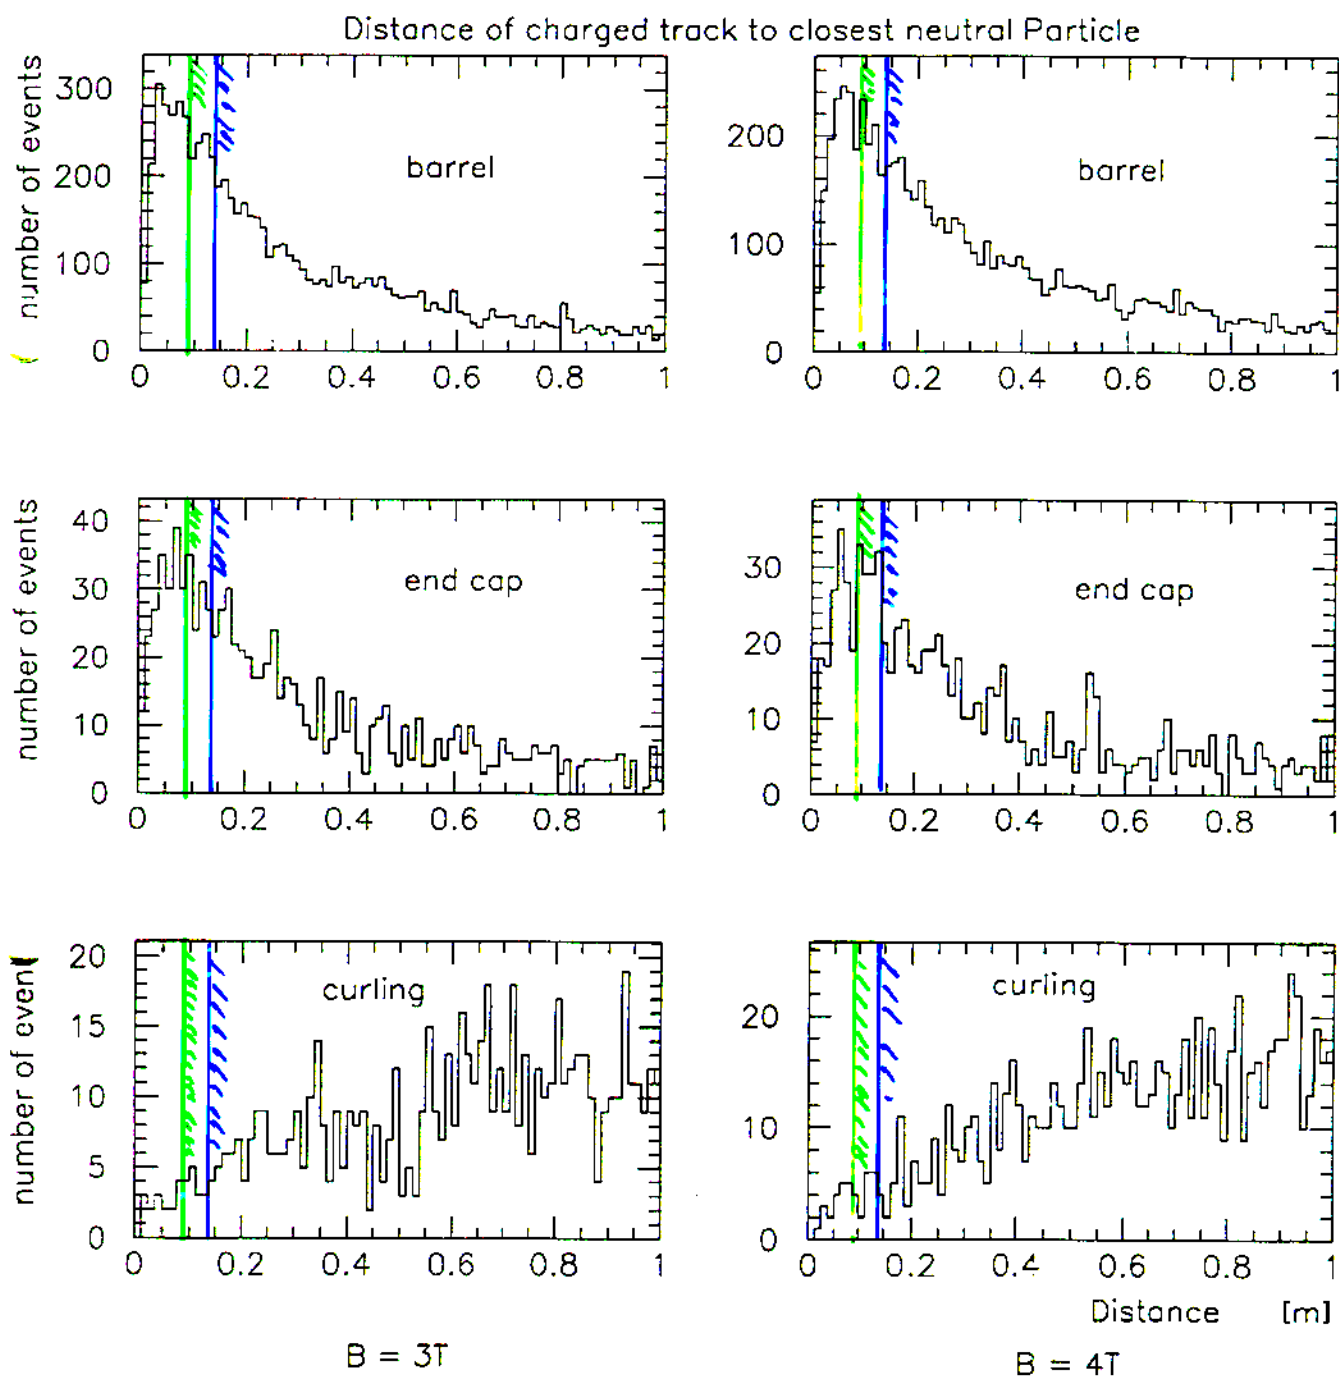 Distance of charged track to closest neutral Particle
number of events
300
200
100
0
barrel
0 0.2 0.4 0.6 0.8 1
200
100
0
barrel
0 0.2 0.4 0.6 0.8 1
number of events
40
30
20
10
0
end cap
0 0.2 0.4 0.6 0.8 1
30
20
10
0
end cap
0 0.2 0.4 0.6 0.8 1
number of event
20
15
10
5
0
curling
0 0.2 0.4 0.6 0.8 1
20
10
0
curling
0 0.2 0.4 0.6 0.8 1
Distance [m]
B = 3T
B = 4T